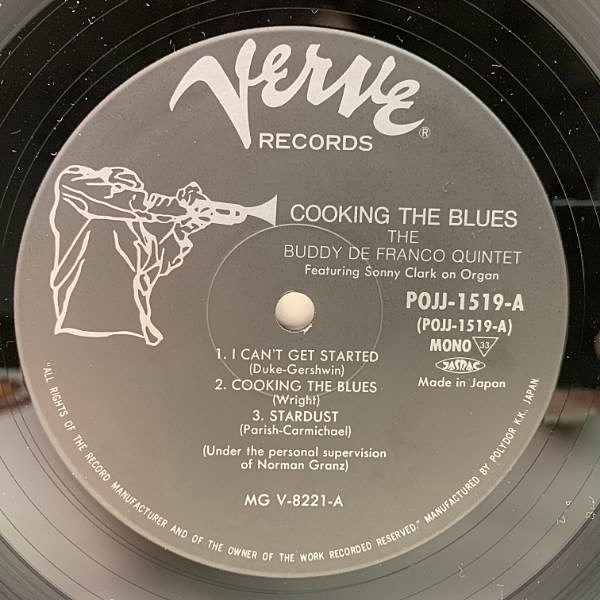 Verve®
RECORDS
COOKING THE BLUES
THE
BUDDY DE FRANCO QUINTET
Featuring Sonny Clark on Organ
POJJ-1519-A
(POJJ-1519-A)
MONO 33
JASRAC
Made in Japan
1. I CAN'T GET STARTED
(Duke-Gershwin)
2. COOKING THE BLUES
(Wright)
3. STARDUST
(Parish-Carmichael)
(Under the personal supervision
of Norman Granz)
MG V-8221-A
"ALL RIGHTS OF THE RECORD MANUFACTURER AND OF THE OWNER OF THE WORK RECORDED RESERVED." MANUFACTURED BY POLYDOR K.K., JAPAN.